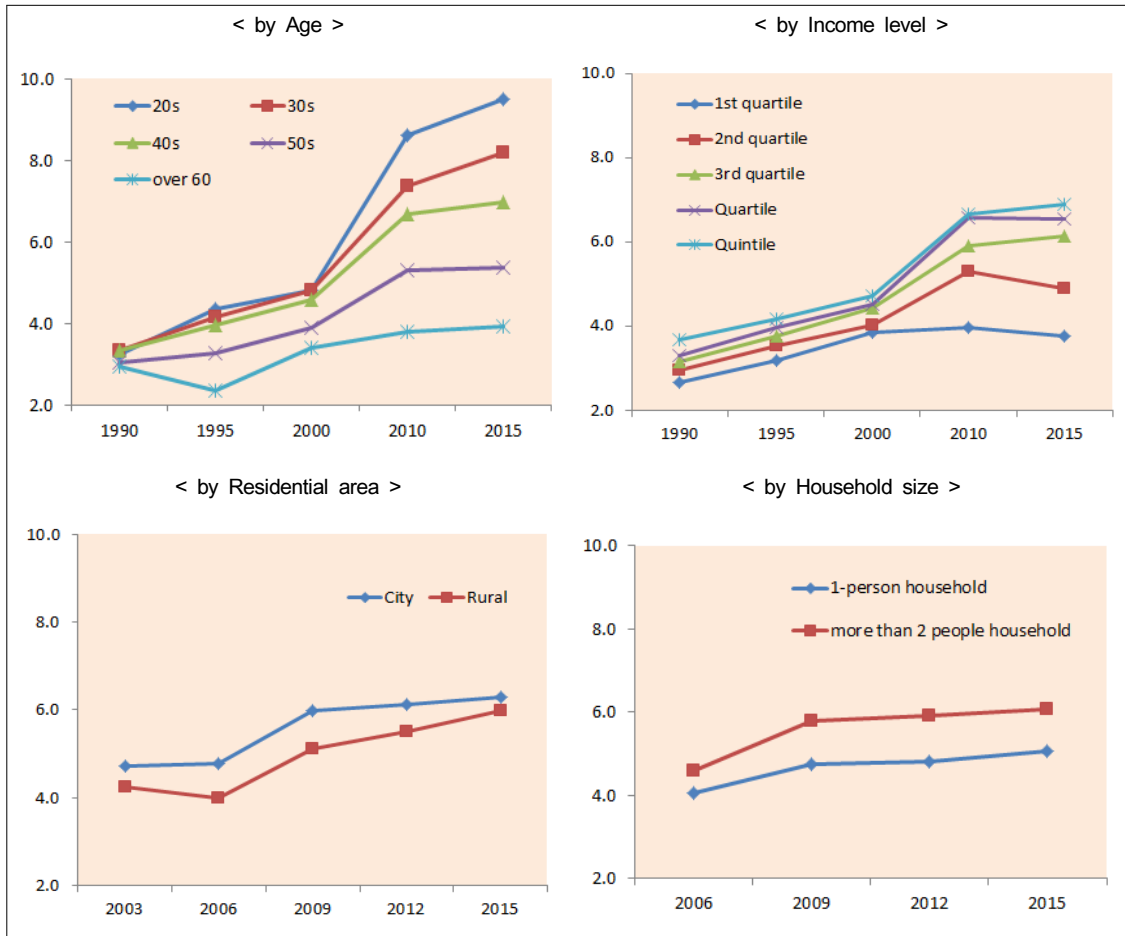 < by Age >
10.0
8.0
6.0
4.0
2.0
20s 30s
40s 50s
over 60
1990 1995 2000 2010 2015
< by Income level >
10.0
8.0
6.0
4.0
2.0
1st quartile
2nd quartile
3rd quartile
Quartile
Quintile
1990 1995 2000 2010 2015
< by Residential area >
10.0
8.0
6.0
4.0
2.0
City Rural
2003 2006 2009 2012 2015
< by Household size >
10.0
8.0
6.0
4.0
2.0
1-person household
more than 2 people household
2006 2009 2012 2015